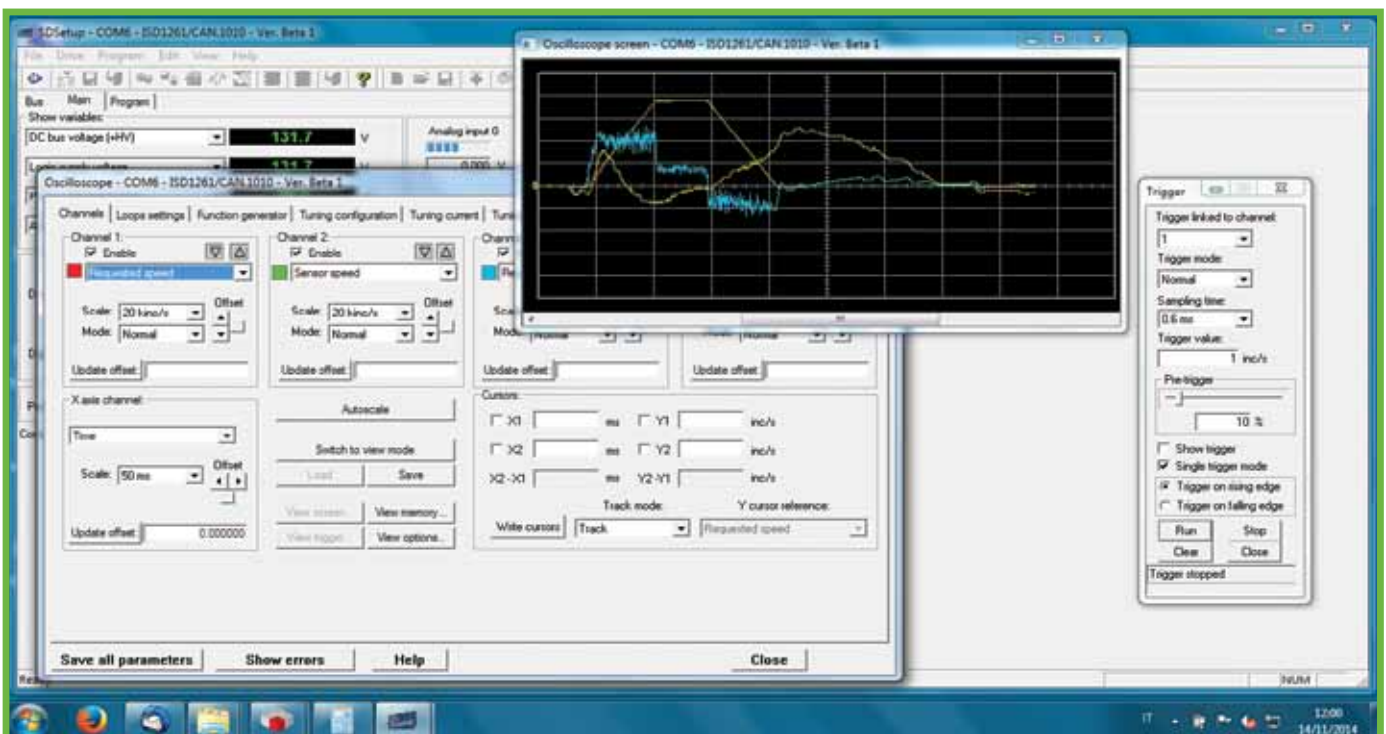 SDSetup - COM6 - ISD1261/CAN.1010 - Ver. Beta 1
File Drive Program Edit View Help
Bus Main Program
Show variables:
DC bus voltage (+HV) 131.7 V
Analog input 0
Logic supply voltage 131.7 0.000 V
Oscilloscope screen - COM6 - ISD1261/CAN.1010 - Ver. Beta 1
Oscilloscope - COM6 - ISD1261/CAN.1010 - Ver. Beta 1
Channels Loops settings Function generator Tuning configuration Tuning current
Channel 1:
Enable
Requested speed
Scale: 20 kinc/s Offset
Mode: Normal
Update offset:
Channel 2:
Enable
Sensor speed
Scale: 20 kinc/s Offset
Mode: Normal
Update offset:
Update offset:
Update offset:
X axis channel:
Time
Scale: 50 ms Offset
Update offset: 0.000000
Autoscale
Switch to view mode
Load Save
View screen View memory...
View trigger View options...
Cursors:
X1 ms Y1 inc/s
X2 ms Y2 inc/s
X2-X1 ms Y2-Y1 inc/s
Track mode: Y cursor reference:
Write cursors Track Requested speed
Save all parameters Show errors Help Close
Trigger
Trigger linked to channel:
1
Trigger mode:
Normal
Sampling time:
0.6 ms
Trigger value:
1 inc/s
Pre-trigger
10 %
Show trigger
Single trigger mode
Trigger on rising edge
Trigger on falling edge
Run Stop
Clear Close
Trigger stopped
NUM
IT 12:00
14/11/2014